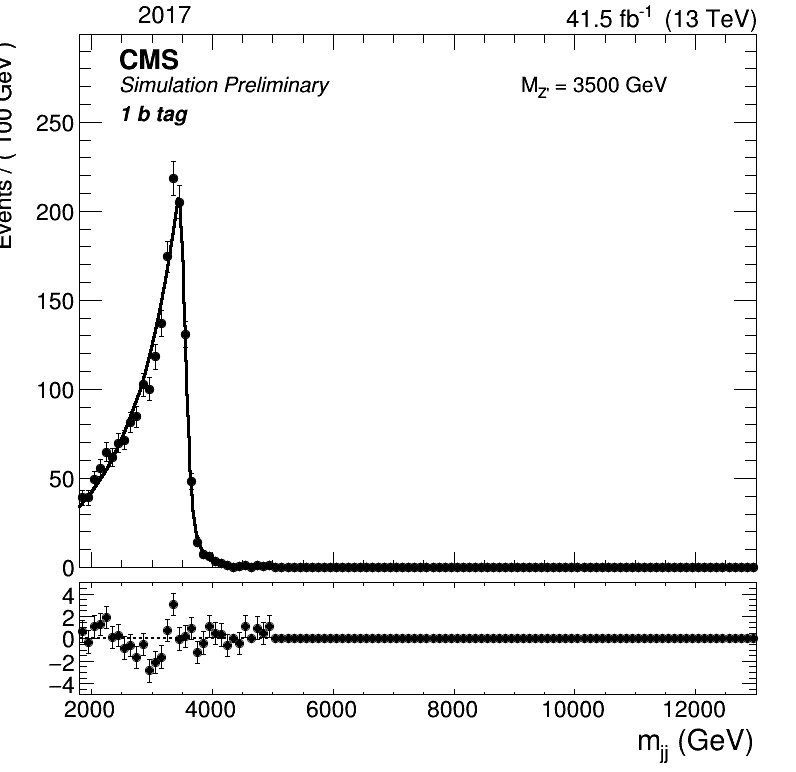 2017
41.5 fb⁻¹ (13 TeV)
CMS
Simulation Preliminary
M_Z' = 3500 GeV
1 b tag
Events / ( 100 GeV )
250
200
150
100
50
0
4
2
0
−2
−4
2000 4000 6000 8000 10000 12000
m_jj (GeV)